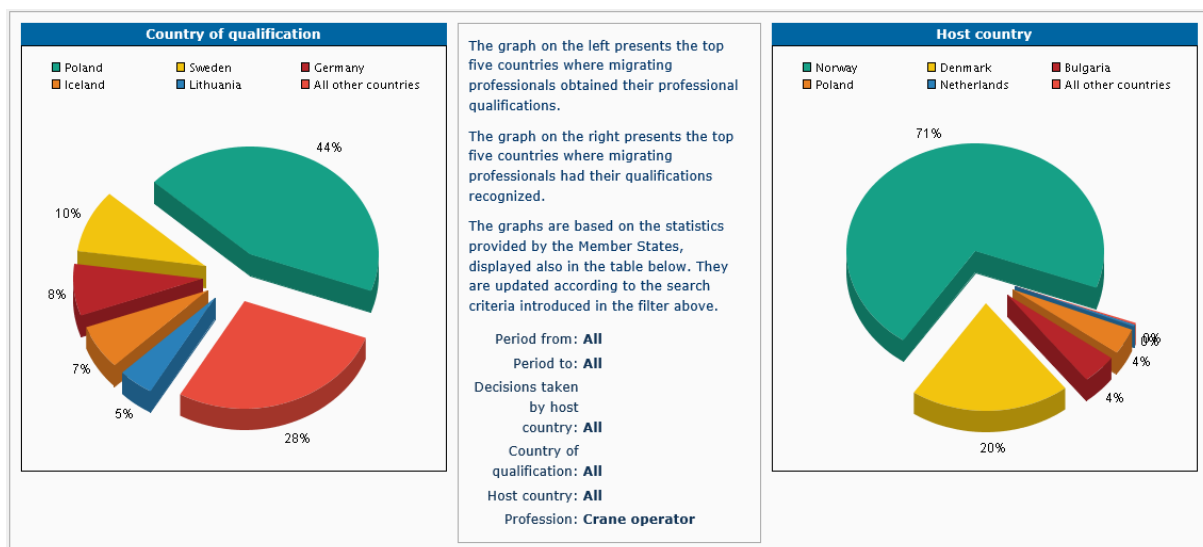 Country of qualification
Poland
Sweden
Germany
Iceland
Lithuania
All other countries
44%
10%
8%
7%
5%
28%
The graph on the left presents the top
five countries where migrating
professionals obtained their professional
qualifications.
The graph on the right presents the top
five countries where migrating
professionals had their qualifications
recognized.
The graphs are based on the statistics
provided by the Member States,
displayed also in the table below. They
are updated according to the search
criteria introduced in the filter above.
Period from: All
Period to: All
Decisions taken
by host
country: All
Country of
qualification: All
Host country: All
Profession: Crane operator
Host country
Norway
Denmark
Bulgaria
Poland
Netherlands
All other countries
71%
0%
0%
4%
4%
20%